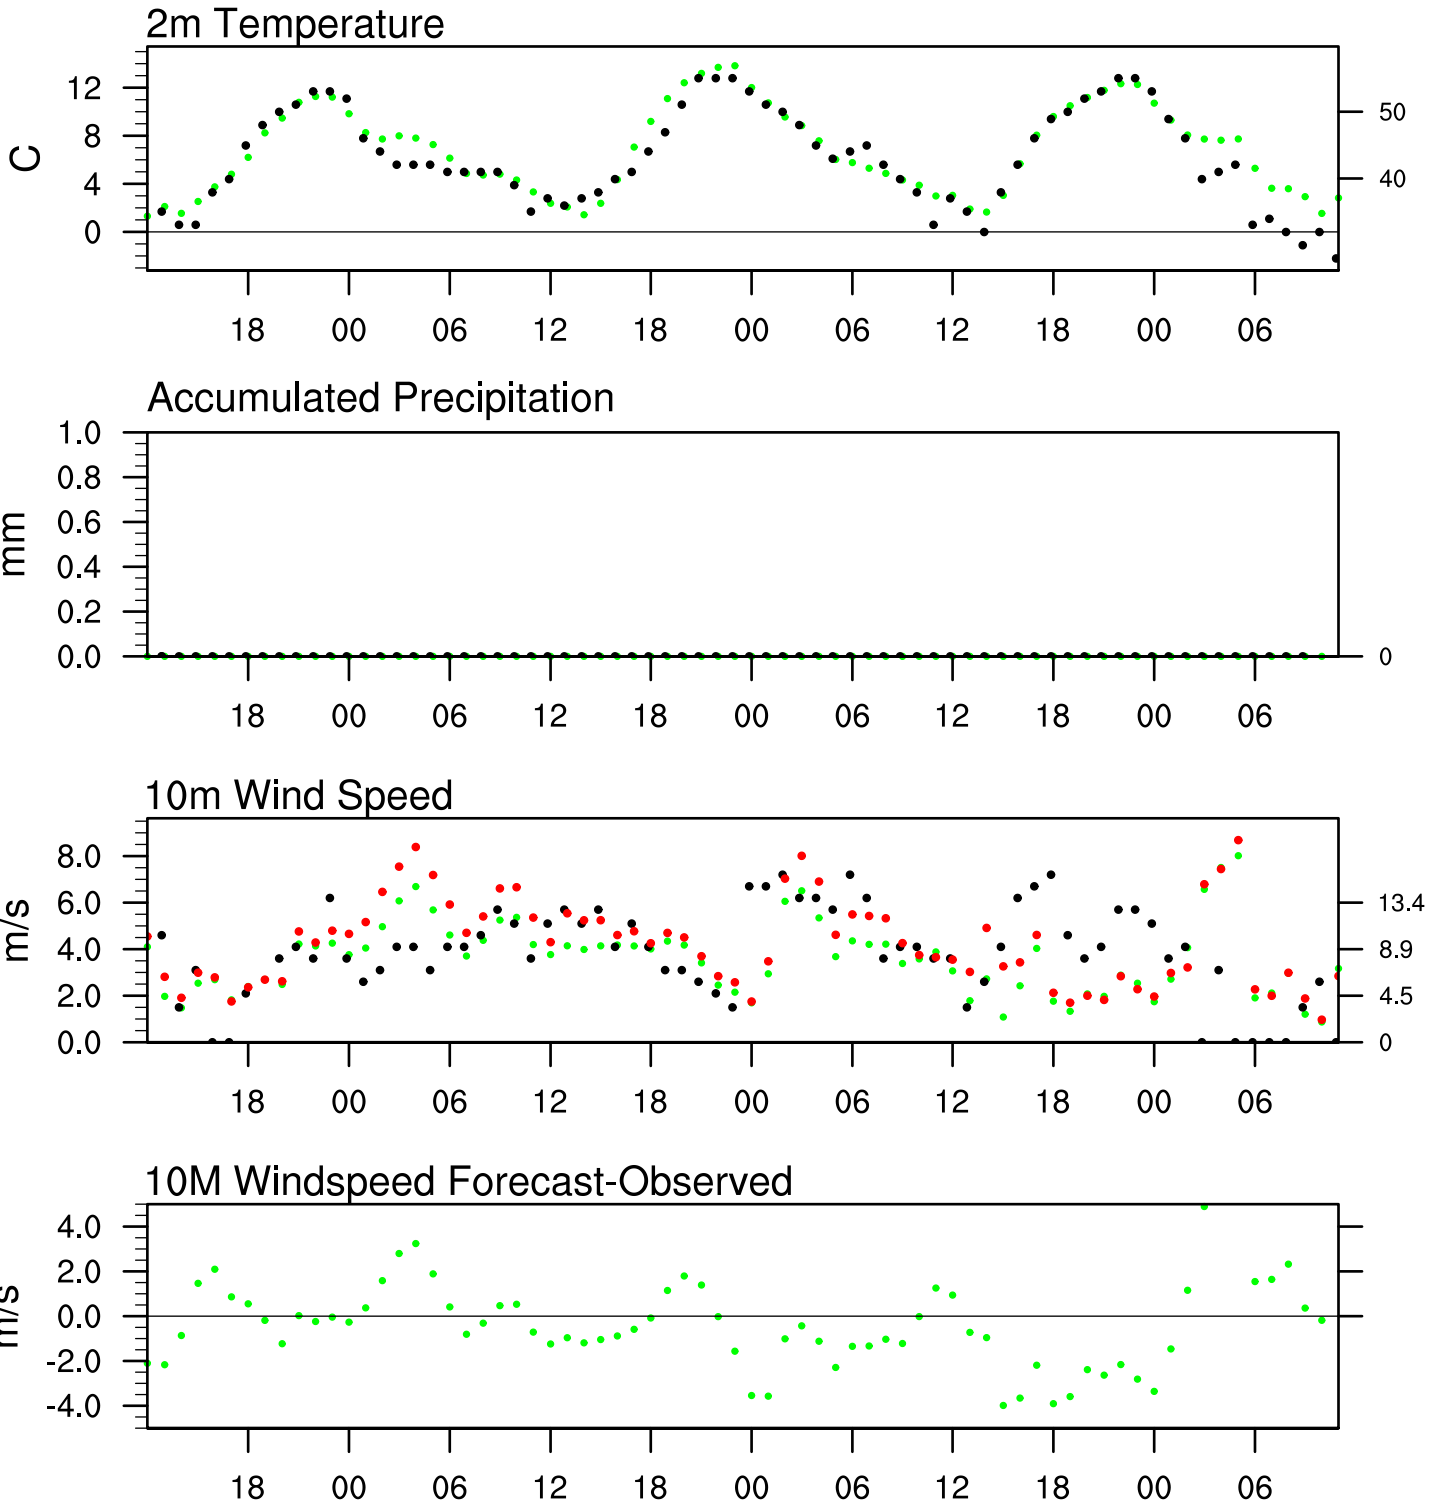 2m Temperature
12
8
4
0
C
50
40
18 00 06 12 18 00 06 12 18 00 06
Accumulated Precipitation
1.0
0.8
0.6
0.4
0.2
0.0
mm
0
18 00 06 12 18 00 06 12 18 00 06
10m Wind Speed
8.0
6.0
4.0
2.0
0.0
m/s
13.4
8.9
4.5
0
18 00 06 12 18 00 06 12 18 00 06
10M Windspeed Forecast-Observed
4.0
2.0
0.0
-2.0
-4.0
m/s
18 00 06 12 18 00 06 12 18 00 06